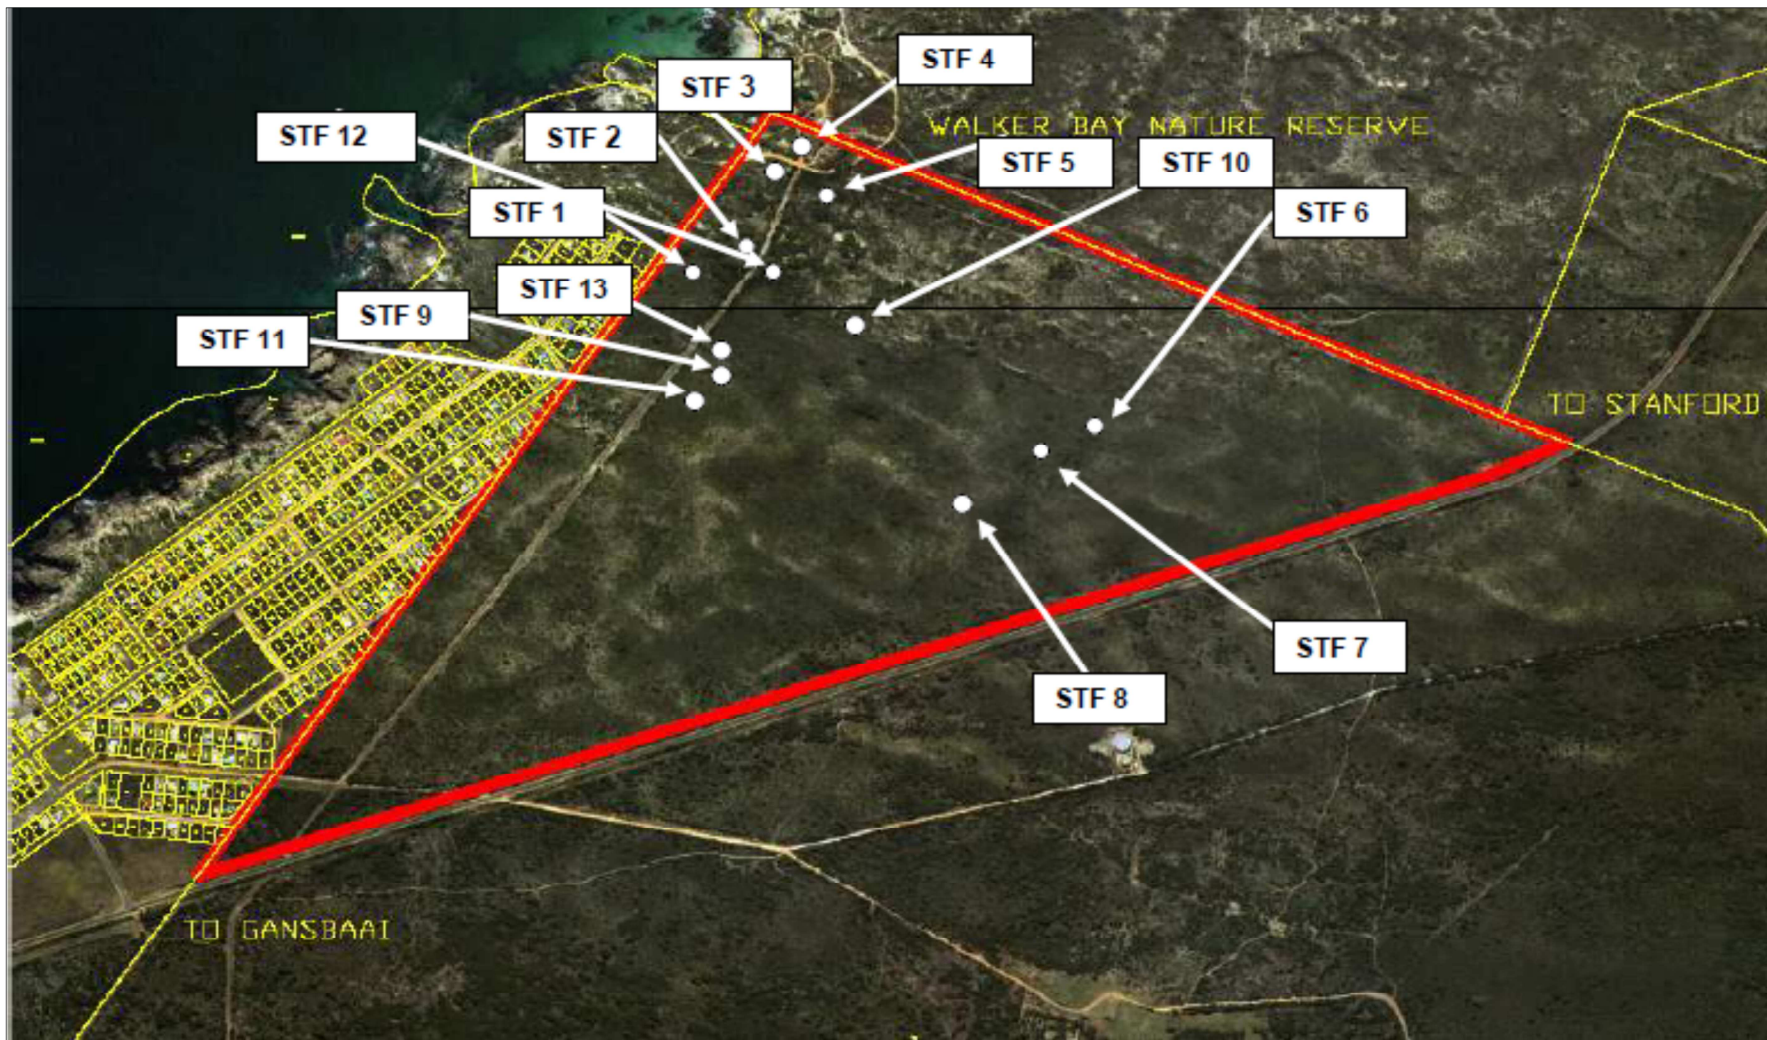 STF 4
STF 3
WALKER BAY NATURE RESERVE
STF 12
STF 2
STF 5
STF 10
STF 1
STF 6
STF 13
STF 9
STF 11
TO STANFORD
STF 7
STF 8
TO GANSBAAI